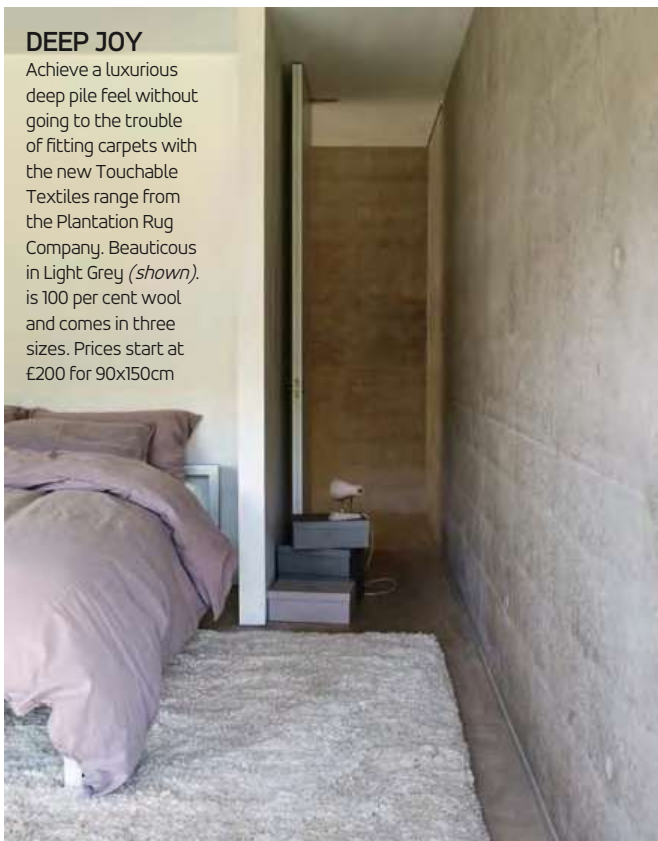 DEEP JOY
Achieve a luxurious
deep pile feel without
going to the trouble
of fitting carpets with
the new Touchable
Textiles range from
the Plantation Rug
Company. Beauticous
in Light Grey (shown).
is 100 per cent wool
and comes in three
sizes. Prices start at
£200 for 90x150cm